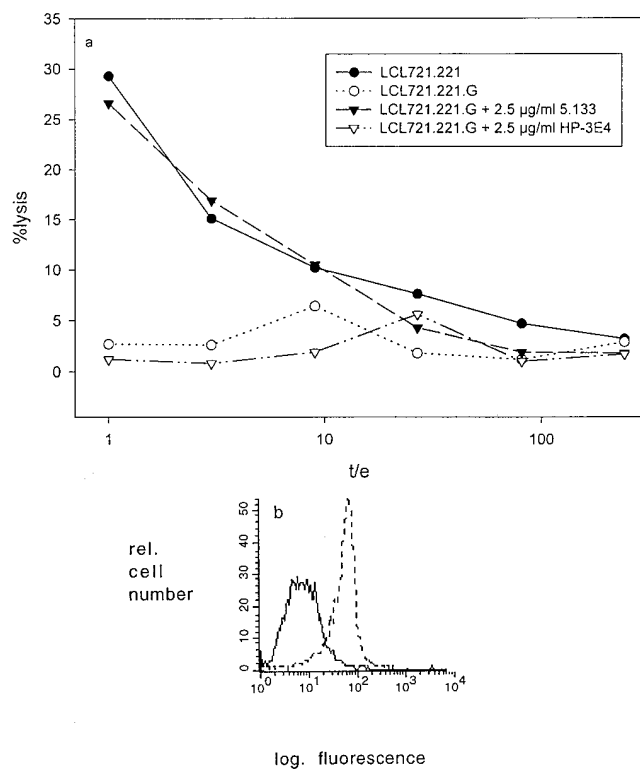 35
a
30
25
20
15
10
5
0
%lysis
LCL721.221
LCL721.221.G
LCL721.221.G + 2.5 µg/ml 5.133
LCL721.221.G + 2.5 µg/ml HP-3E4
1 10 100
t/e
b
50
40
30
20
10
0
rel.
cell
number
10⁰ 10¹ 10² 10³ 10⁴
log. fluorescence